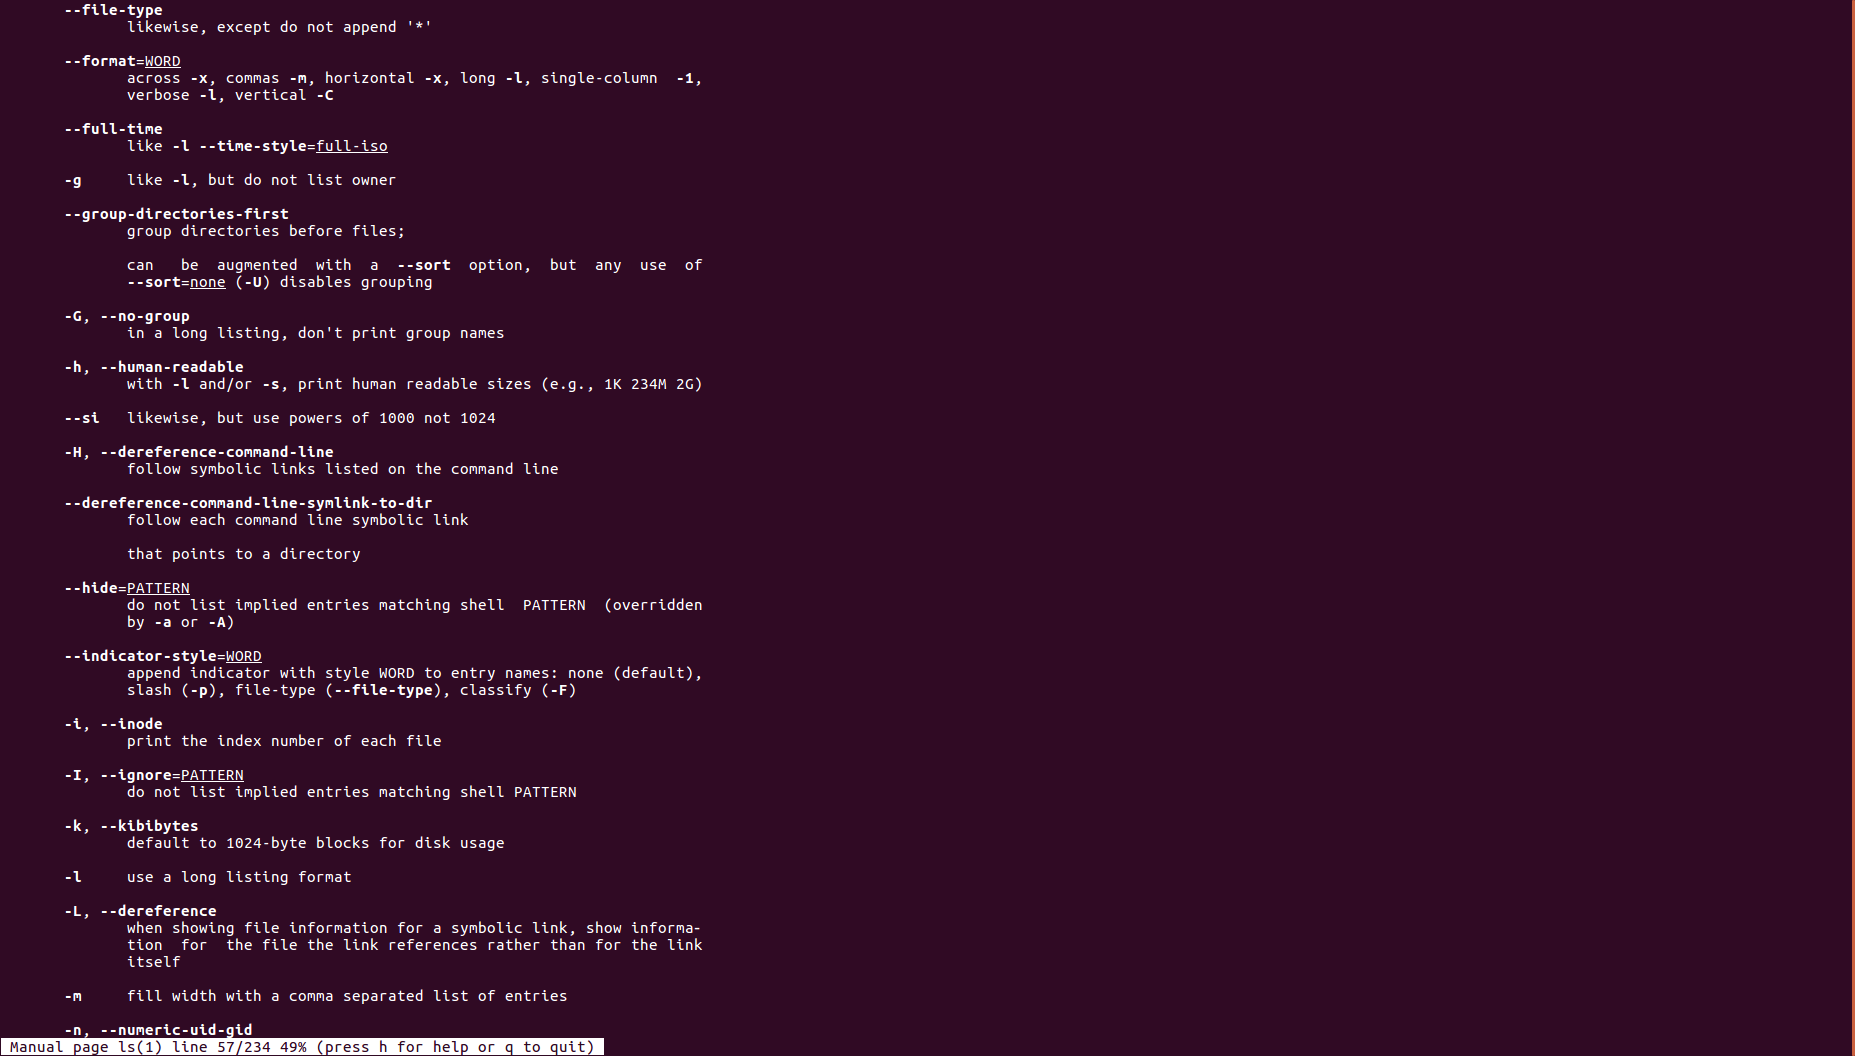 --file-type
likewise, except do not append '*'
--format=WORD
across -x, commas -m, horizontal -x, long -l, single-column  -1,
verbose -l, vertical -C
--full-time
like -l --time-style=full-iso
-g     like -l, but do not list owner
--group-directories-first
group directories before files;
can   be  augmented  with  a  --sort  option,  but  any  use  of
--sort=none (-U) disables grouping
-G, --no-group
in a long listing, don't print group names
-h, --human-readable
with -l and/or -s, print human readable sizes (e.g., 1K 234M 2G)
--si   likewise, but use powers of 1000 not 1024
-H, --dereference-command-line
follow symbolic links listed on the command line
--dereference-command-line-symlink-to-dir
follow each command line symbolic link
that points to a directory
--hide=PATTERN
do not list implied entries matching shell  PATTERN  (overridden
by -a or -A)
--indicator-style=WORD
append indicator with style WORD to entry names: none (default),
slash (-p), file-type (--file-type), classify (-F)
-i, --inode
print the index number of each file
-I, --ignore=PATTERN
do not list implied entries matching shell PATTERN
-k, --kibibytes
default to 1024-byte blocks for disk usage
-l     use a long listing format
-L, --dereference
when showing file information for a symbolic link, show informa-
tion  for  the file the link references rather than for the link
itself
-m     fill width with a comma separated list of entries
-n, --numeric-uid-gid
Manual page ls(1) line 57/234 49% (press h for help or q to quit)